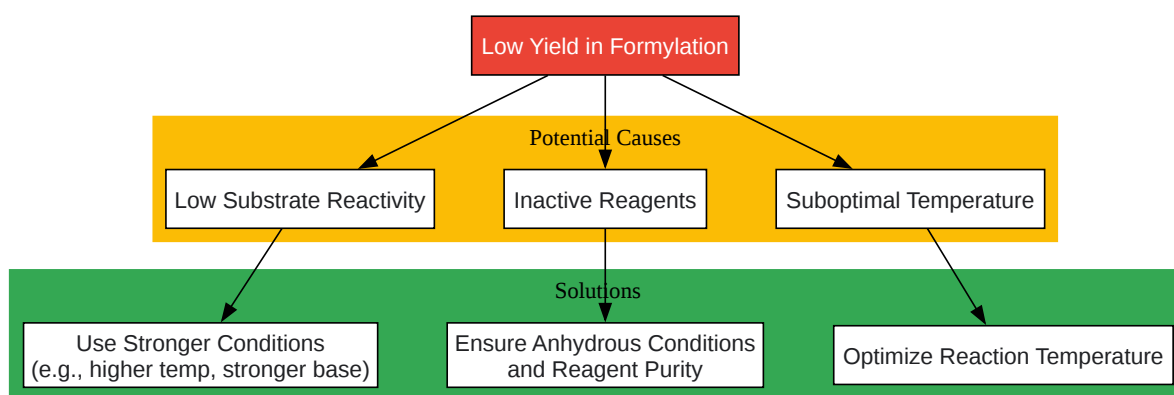 Low Yield in Formylation
Potential Causes
Low Substrate Reactivity
Inactive Reagents
Suboptimal Temperature
Solutions
Use Stronger Conditions
(e.g., higher temp, stronger base)
Ensure Anhydrous Conditions
and Reagent Purity
Optimize Reaction Temperature